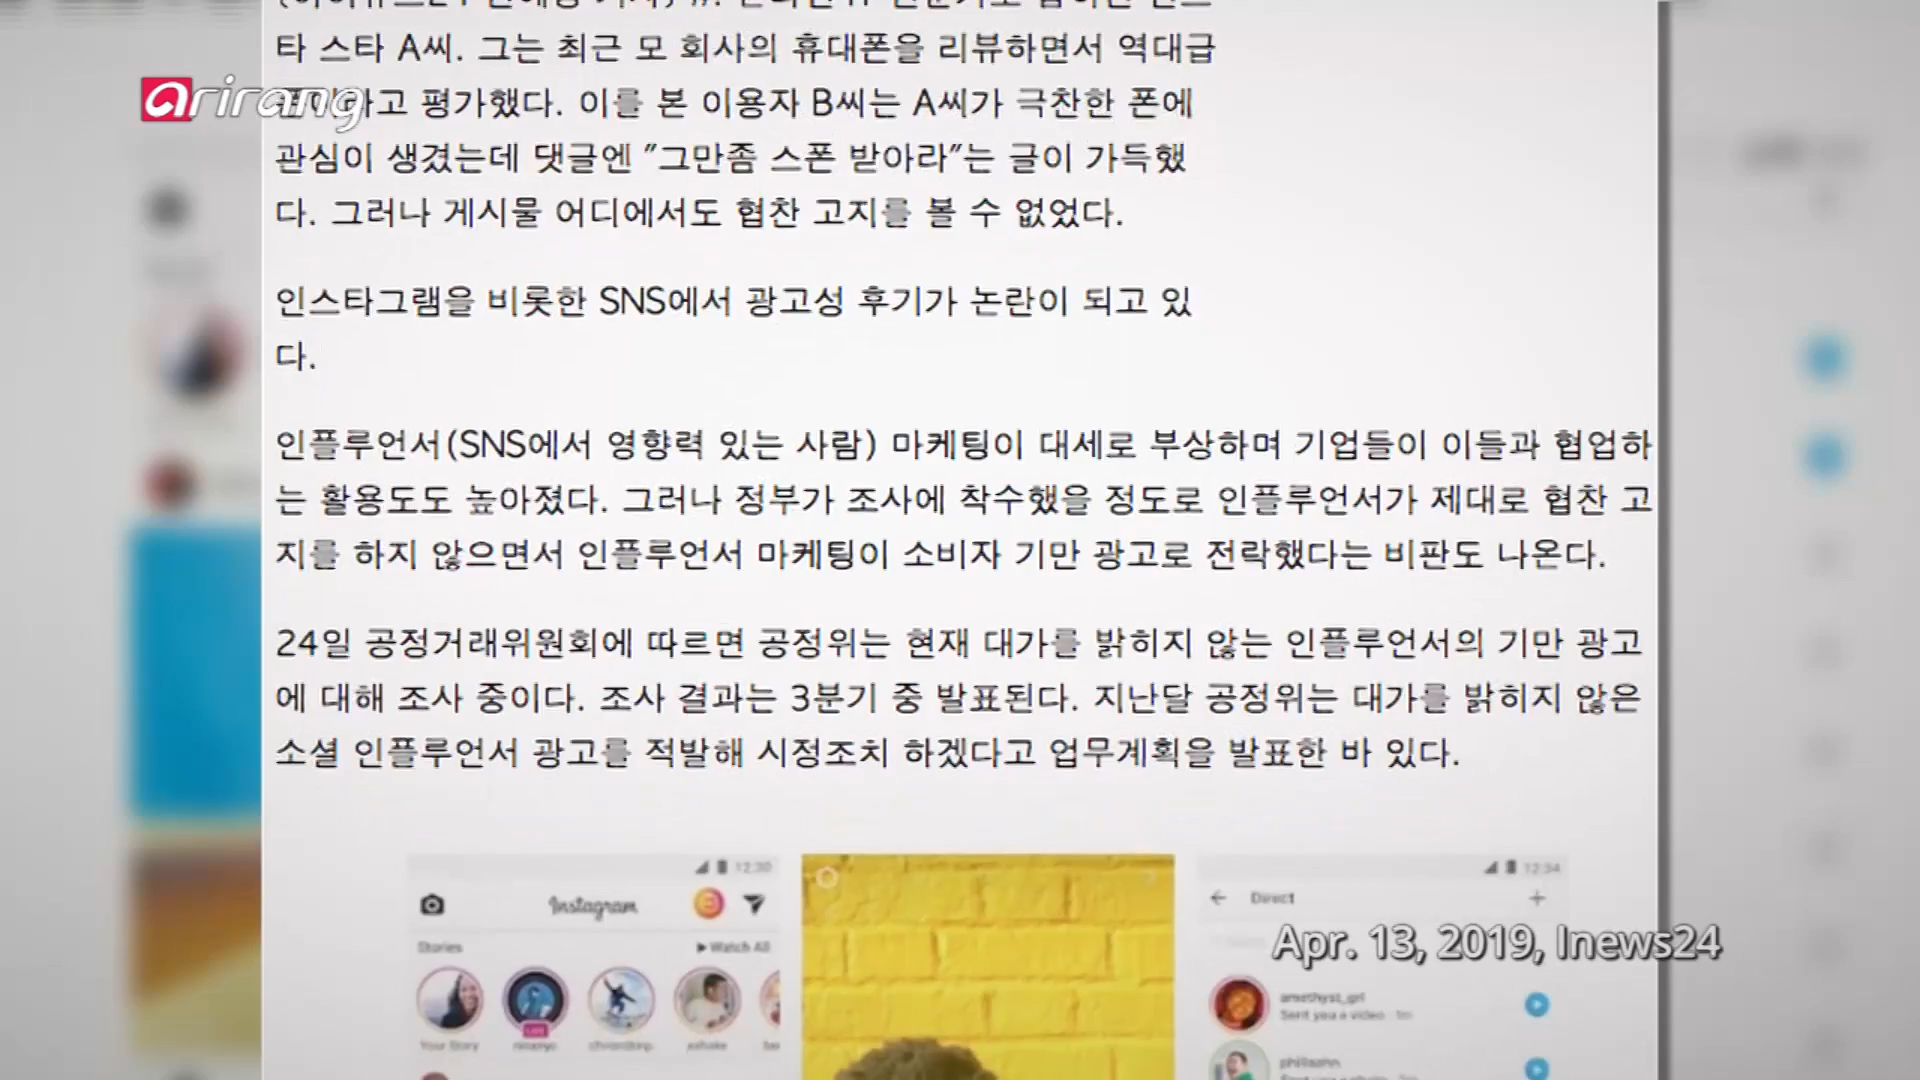 타 스타 A씨. 그는 최근 모 회사의 휴대폰을 리뷰하면서 역대급
arirang
고 평가했다. 이를 본 이용자 B씨는 A씨가 극찬한 폰에
관심이 생겼는데 댓글엔 "그만좀 스폰 받아라"는 글이 가득했
다. 그러나 게시물 어디에서도 협찬 고지를 볼 수 없었다.
인스타그램을 비롯한 SNS에서 광고성 후기가 논란이 되고 있
다.
인플루언서(SNS에서 영향력 있는 사람) 마케팅이 대세로 부상하며 기업들이 이들과 협업하
는 활용도도 높아졌다. 그러나 정부가 조사에 착수했을 정도로 인플루언서가 제대로 협찬 고
지를 하지 않으면서 인플루언서 마케팅이 소비자 기만 광고로 전락했다는 비판도 나온다.
24일 공정거래위원회에 따르면 공정위는 현재 대가를 밝히지 않는 인플루언서의 기만 광고
에 대해 조사 중이다. 조사 결과는 3분기 중 발표된다. 지난달 공정위는 대가를 밝히지 않은
소셜 인플루언서 광고를 적발해 시정조치 하겠다고 업무계획을 발표한 바 있다.
12:30
Instagram
Stories
Watch All
Your Story
LIVE
12:34
Direct
Apr. 13, 2019, Inews24
amethyst_grl
Sent you a video